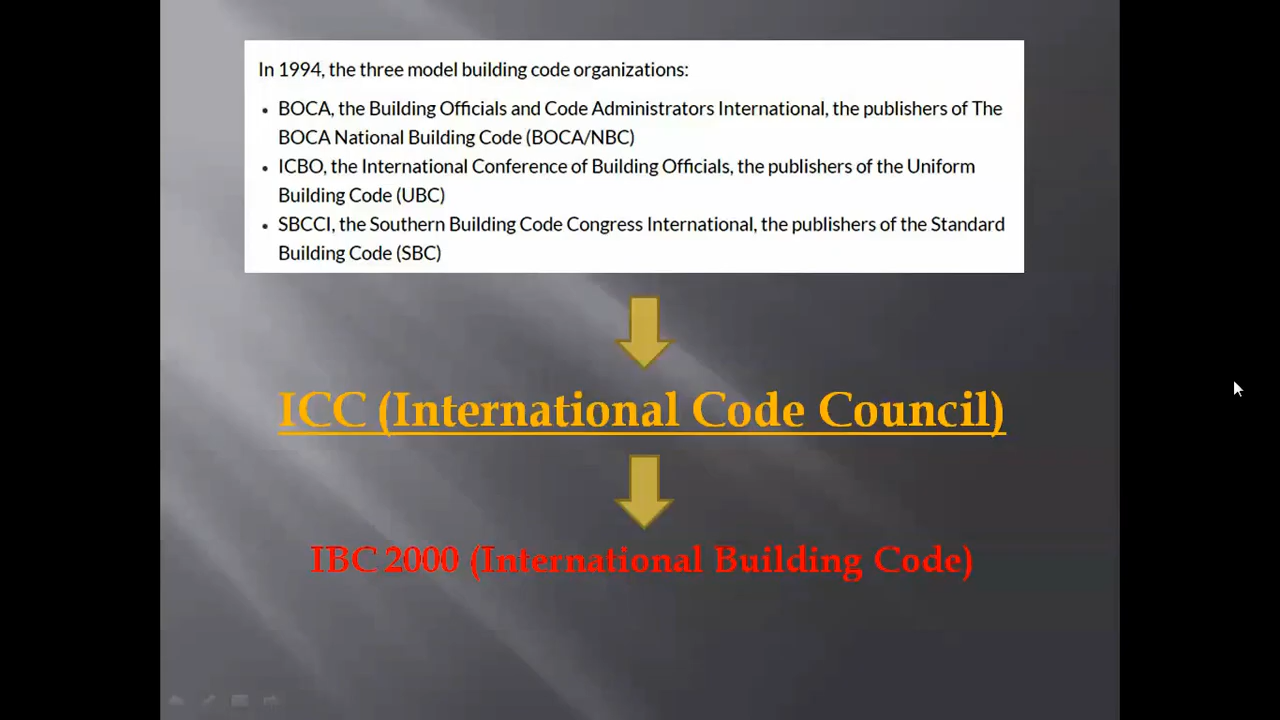 In 1994, the three model building code organizations:
• BOCA, the Building Officials and Code Administrators International, the publishers of The
BOCA National Building Code (BOCA/NBC)
• ICBO, the International Conference of Building Officials, the publishers of the Uniform
Building Code (UBC)
• SBCCI, the Southern Building Code Congress International, the publishers of the Standard
Building Code (SBC)
ICC (International Code Council)
IBC 2000 (International Building Code)